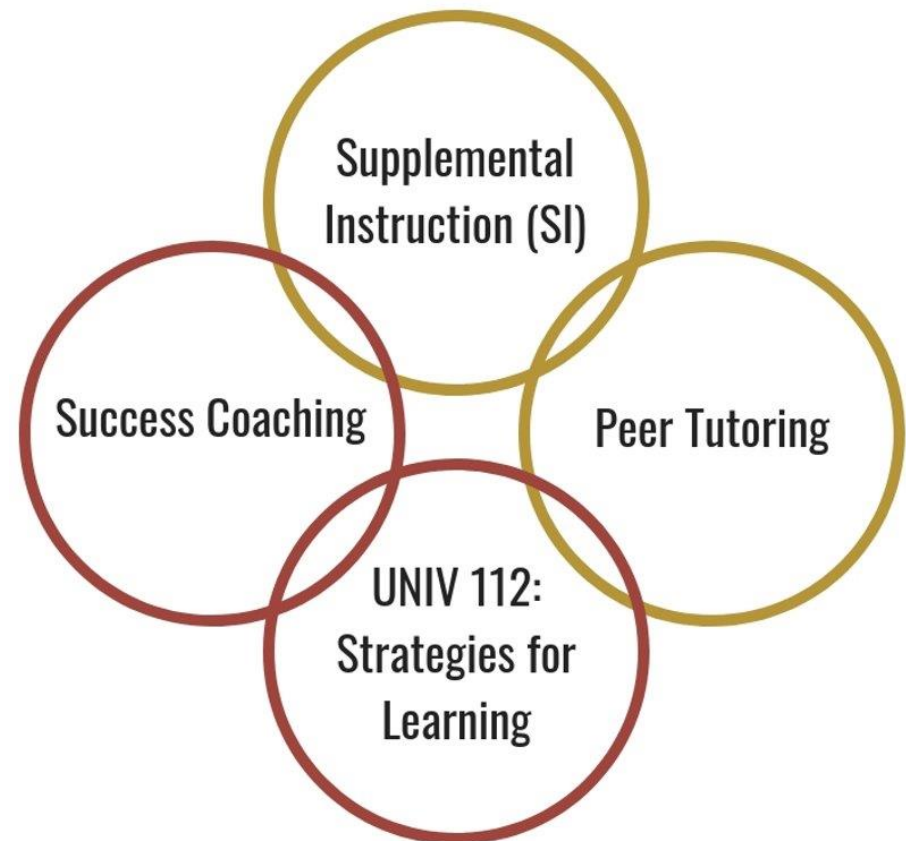 Supplemental
Instruction (SI)
Success Coaching
Peer Tutoring
UNIV 112:
Strategies for
Learning